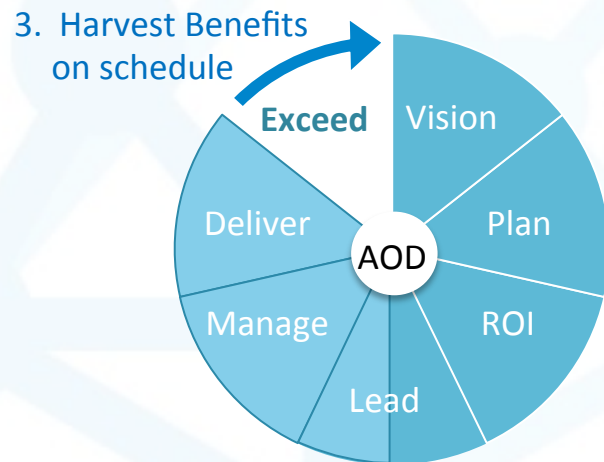 3. Harvest Benefits
on schedule
Exceed
Vision
Deliver
Plan
AOD
Manage
ROI
Lead